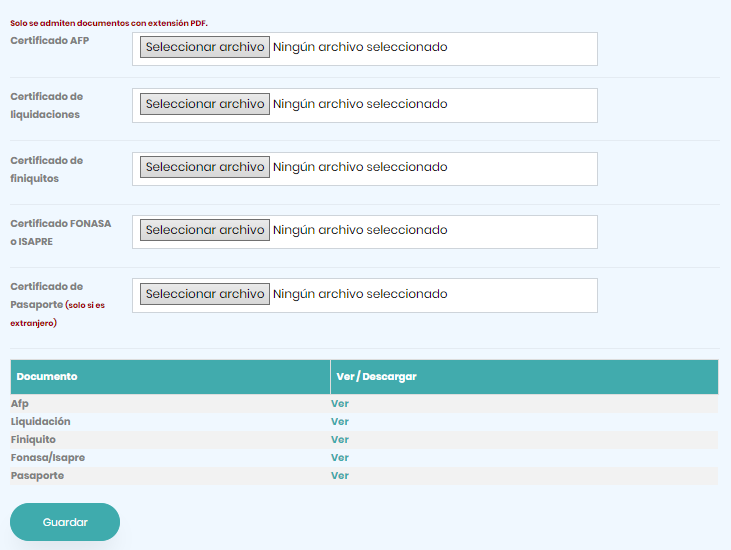 Solo se admiten documentos con extensión PDF.
Certificado AFP
Seleccionar archivo Ningún archivo seleccionado
Certificado de
liquidaciones
Seleccionar archivo Ningún archivo seleccionado
Certificado de
finiquitos
Seleccionar archivo Ningún archivo seleccionado
Certificado FONASA
o ISAPRE
Seleccionar archivo Ningún archivo seleccionado
Certificado de
Pasaporte (solo si es
extranjero)
Seleccionar archivo Ningún archivo seleccionado
Documento Ver / Descargar
Afp Ver
Liquidación Ver
Finiquito Ver
Fonasa/Isapre Ver
Pasaporte Ver
Guardar